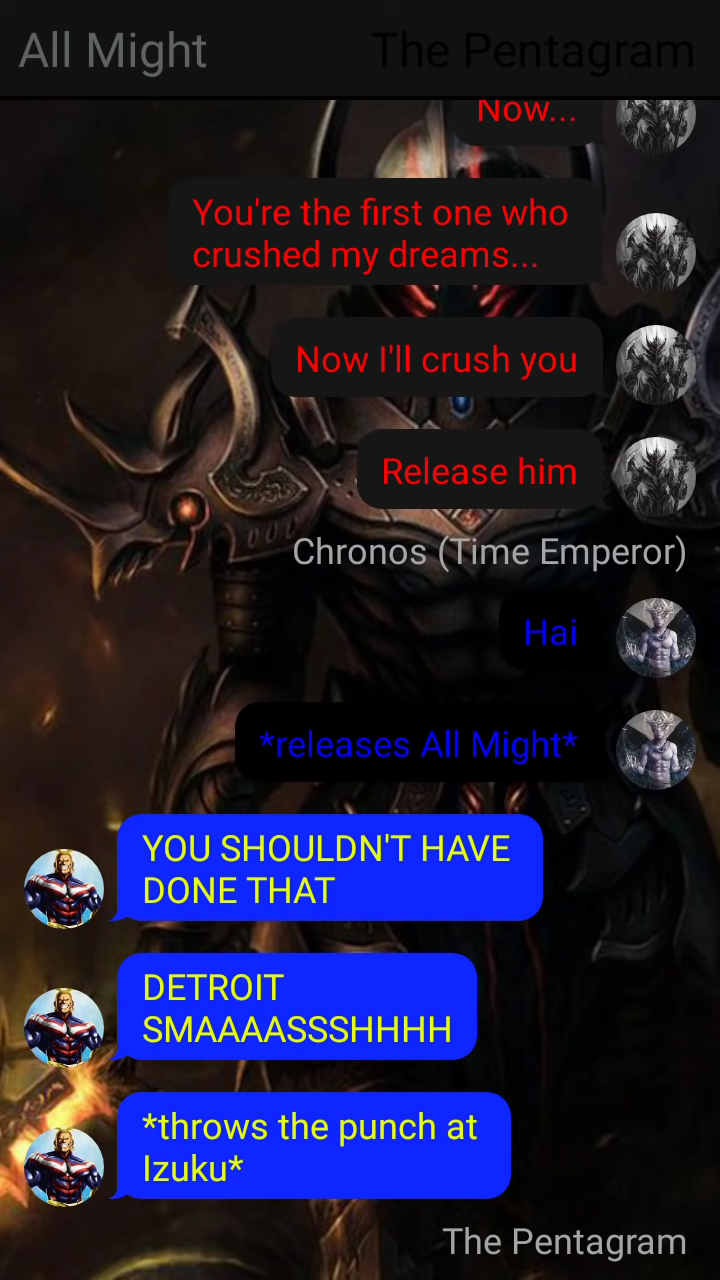 All Might
The Pentagram
Now...
You're the first one who
crushed my dreams...
Now I'll crush you
Release him
Chronos (Time Emperor)
Hai
*releases All Might*
YOU SHOULDN'T HAVE
DONE THAT
DETROIT
SMAAAASSSHHHH
*throws the punch at
Izuku*
The Pentagram